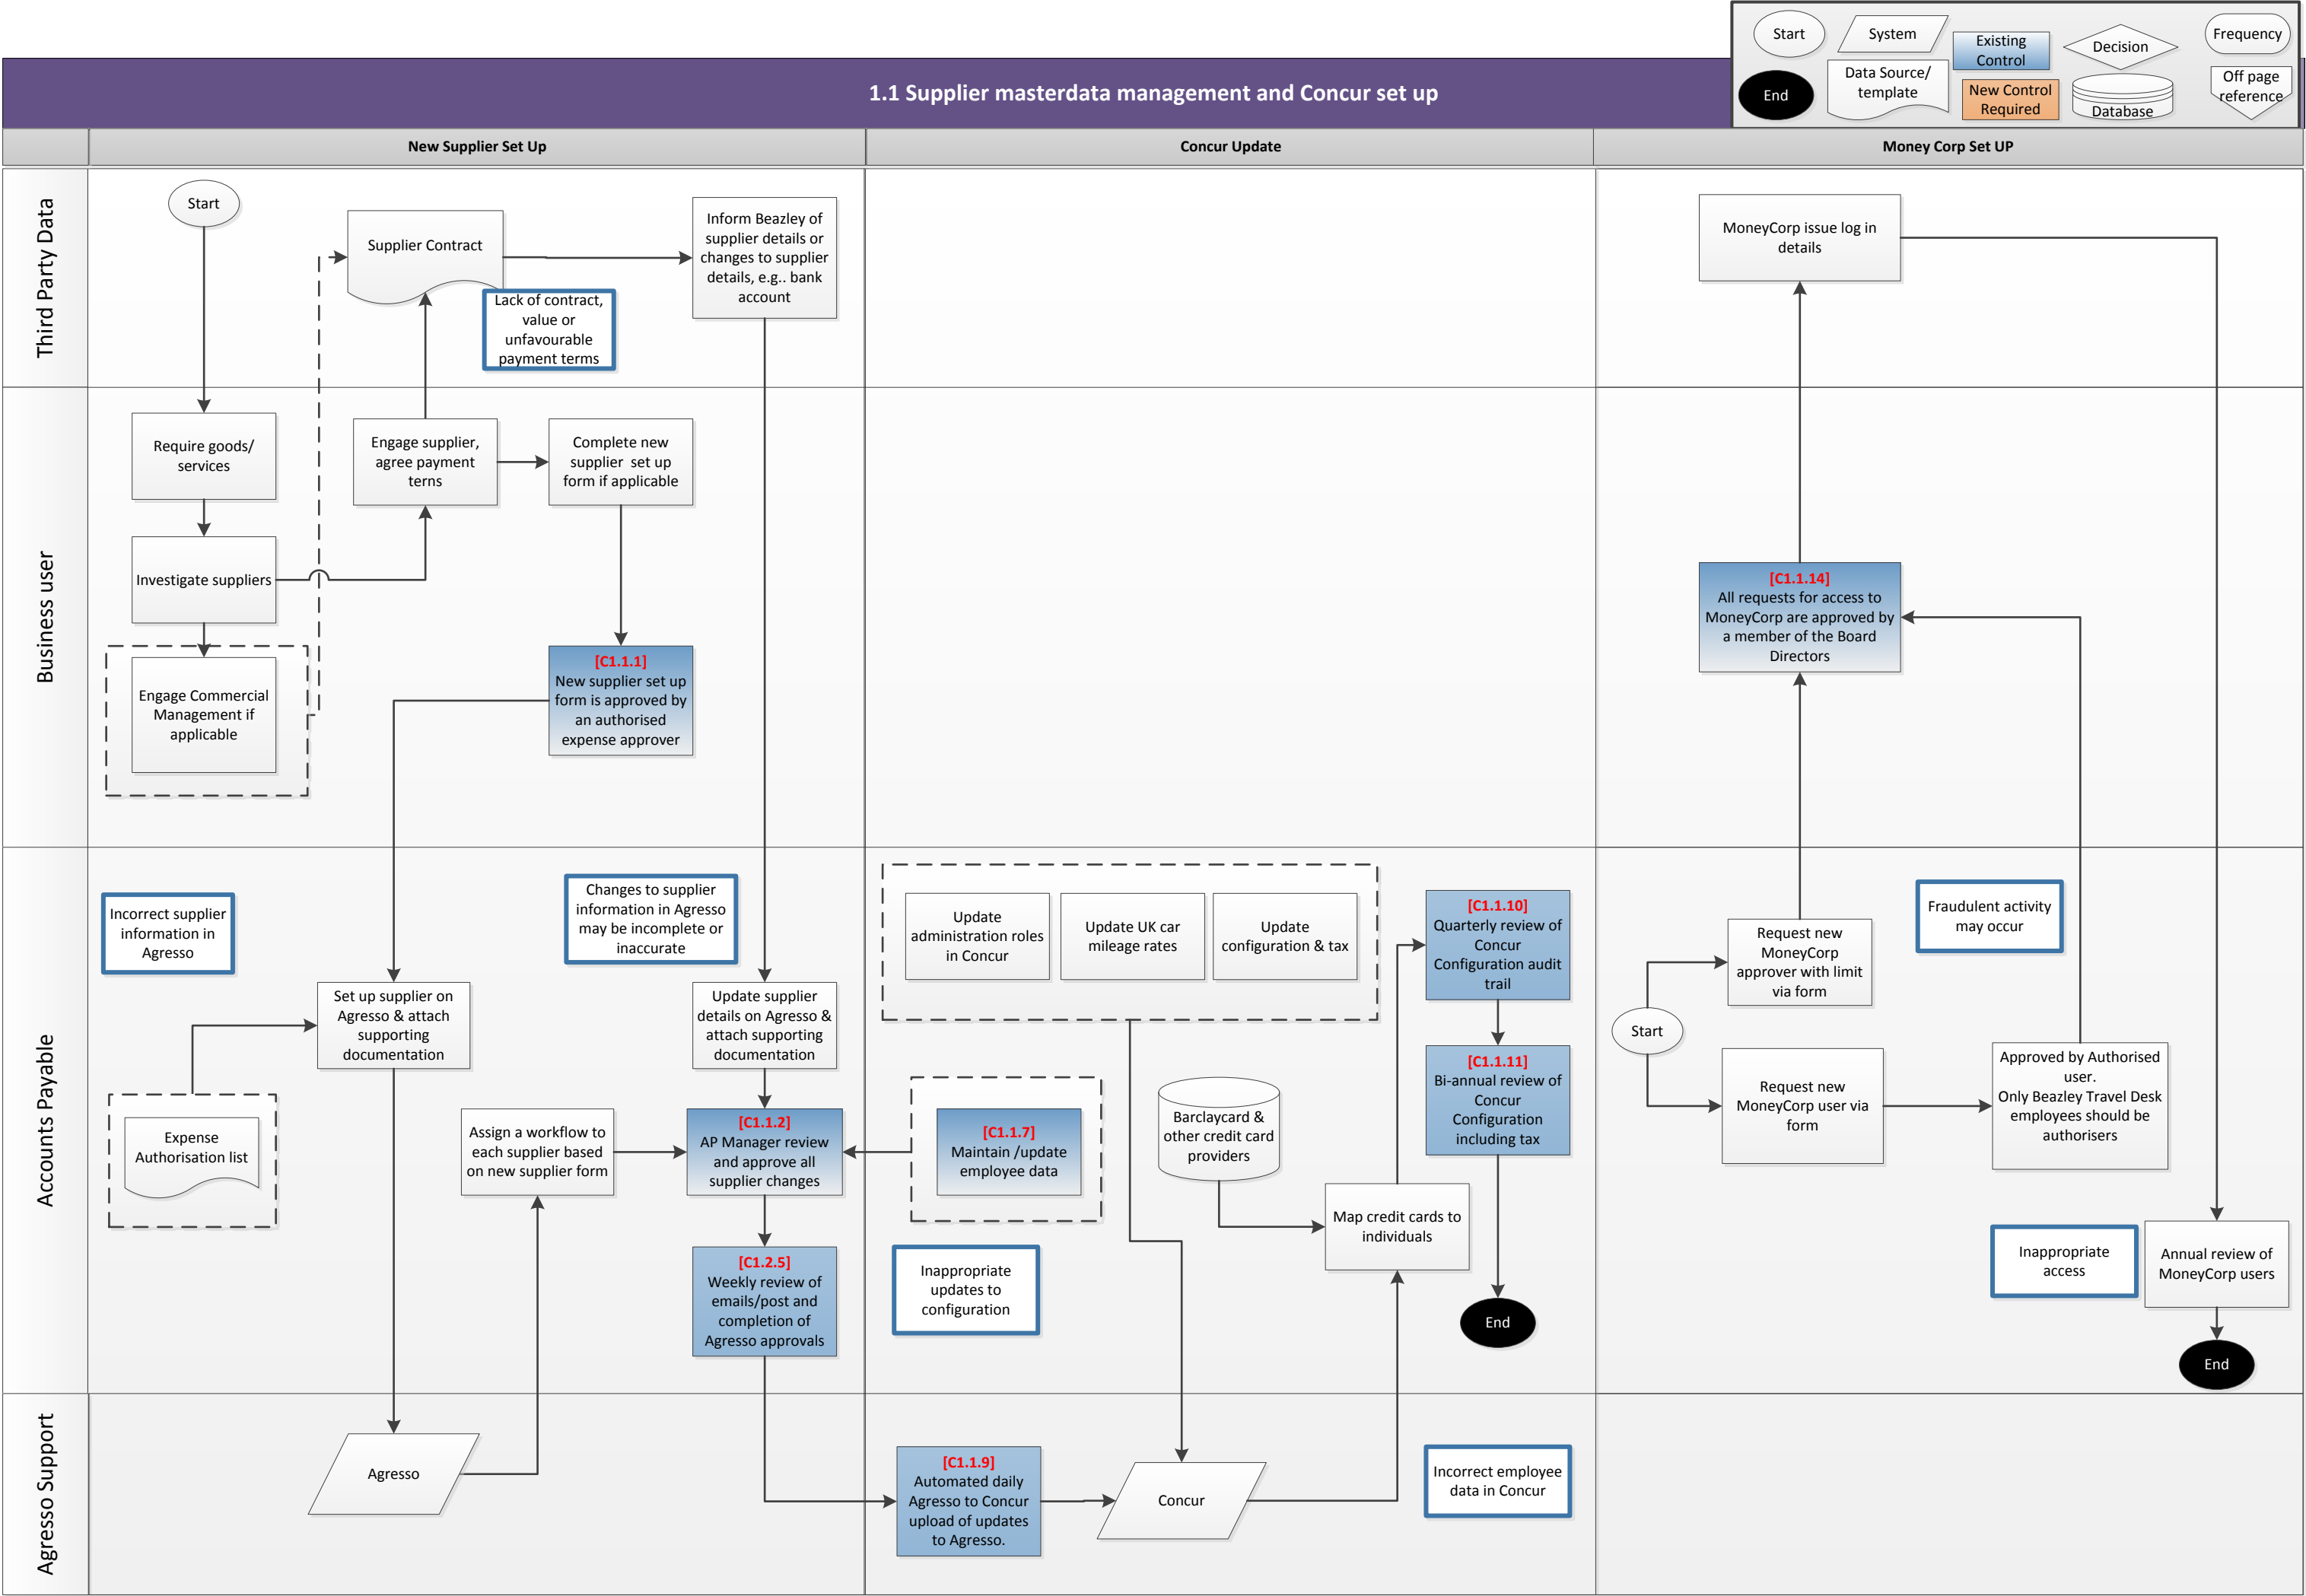 Start
System
Existing
Control
Decision
Frequency
End
Data Source/
template
New Control
Required
Database
Off page
reference
1.1 Supplier masterdata management and Concur set up
New Supplier Set Up
Concur Update
Money Corp Set UP
Third Party Data
Start
Supplier Contract
Lack of contract,
value or
unfavourable
payment terms
Inform Beazley of
supplier details or
changes to supplier
details, e.g.. bank
account
MoneyCorp issue log in
details
Business user
Require goods/
services
Engage supplier,
agree payment
terns
Complete new
supplier set up
form if applicable
Investigate suppliers
Engage Commercial
Management if
applicable
[C1.1.1]
New supplier set up
form is approved by
an authorised
expense approver
[C1.1.14]
All requests for access to
MoneyCorp are approved by
a member of the Board
Directors
Accounts Payable
Incorrect supplier
information in
Agresso
Changes to supplier
information in Agresso
may be incomplete or
inaccurate
Set up supplier on
Agresso & attach
supporting
documentation
Update supplier
details on Agresso &
attach supporting
documentation
Expense
Authorisation list
Assign a workflow to
each supplier based
on new supplier form
[C1.1.2]
AP Manager review
and approve all
supplier changes
[C1.2.5]
Weekly review of
emails/post and
completion of
Agresso approvals
Update
administration roles
in Concur
Update UK car
mileage rates
Update
configuration & tax
[C1.1.10]
Quarterly review of
Concur
Configuration audit
trail
[C1.1.11]
Bi-annual review of
Concur
Configuration
including tax
[C1.1.7]
Maintain /update
employee data
Barclaycard &
other credit card
providers
Map credit cards to
individuals
Inappropriate
updates to
configuration
End
Fraudulent activity
may occur
Request new
MoneyCorp
approver with limit
via form
Start
Request new
MoneyCorp user via
form
Approved by Authorised
user.
Only Beazley Travel Desk
employees should be
authorisers
Inappropriate
access
Annual review of
MoneyCorp users
End
Agresso Support
Agresso
[C1.1.9]
Automated daily
Agresso to Concur
upload of updates
to Agresso.
Concur
Incorrect employee
data in Concur